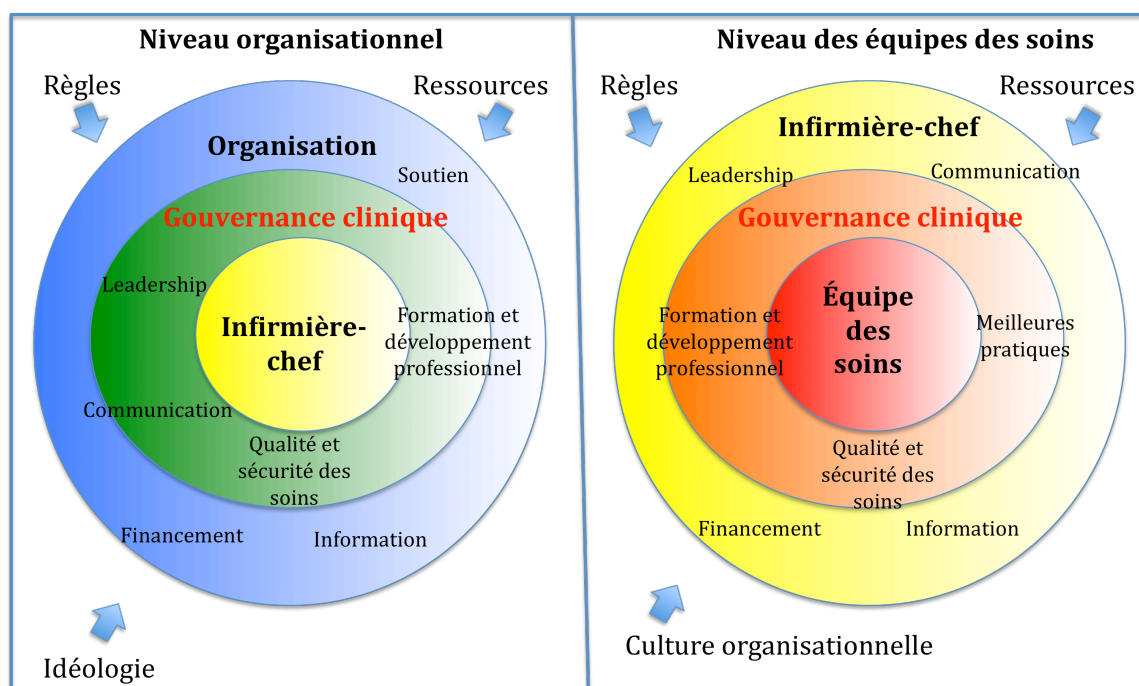 Niveau organisationnel
Règles
Ressources
Organisation
Soutien
Gouvernance clinique
Leadership
Infirmière-
chef
Formation et
développement
professionnel
Communication
Qualité et
sécurité des
soins
Financement
Information
Idéologie
Niveau des équipes des soins
Règles
Ressources
Infirmière-chef
Leadership
Communication
Gouvernance clinique
Équipe
des
soins
Formation et
développement
professionnel
Meilleures
pratiques
Qualité et
sécurité des
soins
Financement
Information
Culture organisationnelle